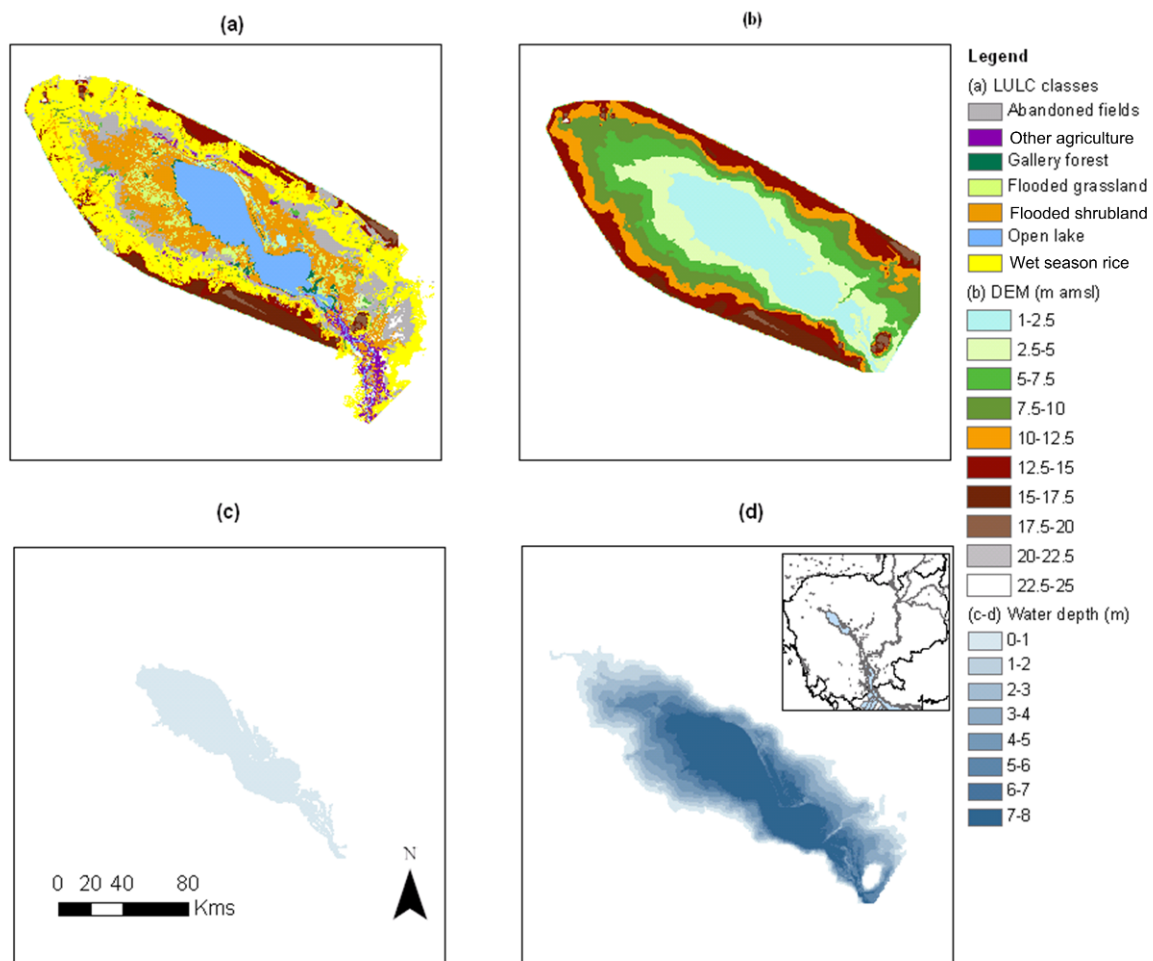 (a)
(b)
Legend
(a) LULC classes
Abandoned fields
Other agriculture
Gallery forest
Flooded grassland
Flooded shrubland
Open lake
Wet season rice
(b) DEM (m amsl)
1-2.5
2.5-5
5-7.5
7.5-10
10-12.5
12.5-15
15-17.5
17.5-20
20-22.5
22.5-25
(c-d) Water depth (m)
0-1
1-2
2-3
3-4
4-5
5-6
6-7
7-8
(c)
(d)
N
0 20 40 80
Kms